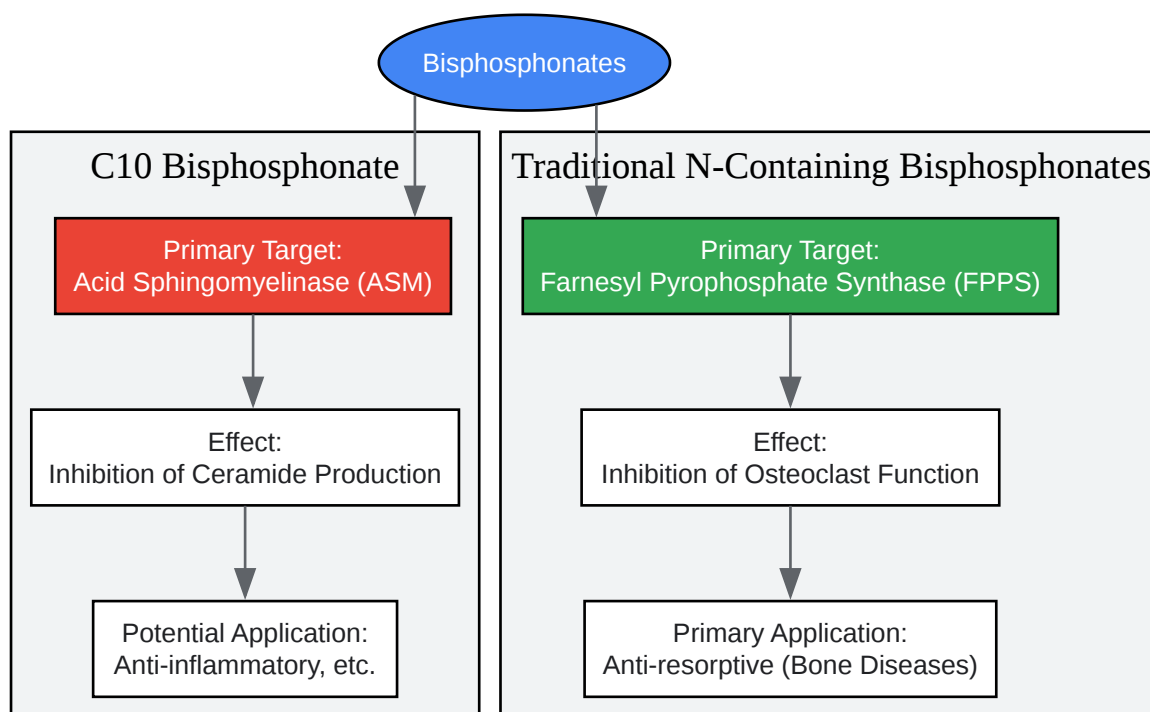 Bisphosphonates
C10 Bisphosphonate
Primary Target:
Acid Sphingomyelinase (ASM)
Effect:
Inhibition of Ceramide Production
Potential Application:
Anti-inflammatory, etc.
Traditional N-Containing Bisphosphonates
Primary Target:
Farnesyl Pyrophosphate Synthase (FPPS)
Effect:
Inhibition of Osteoclast Function
Primary Application:
Anti-resorptive (Bone Diseases)